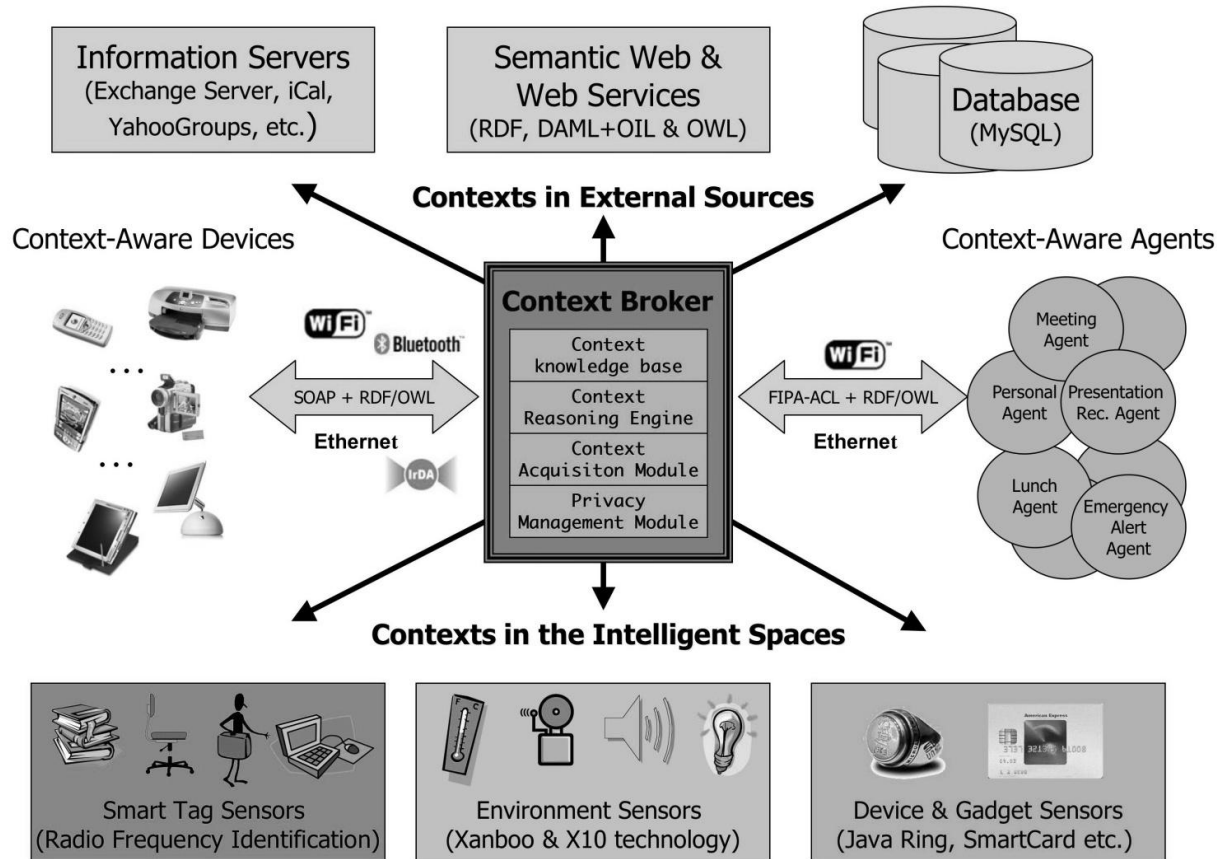 Information Servers
(Exchange Server, iCal,
YahooGroups, etc.)
Semantic Web &
Web Services
(RDF, DAML+OIL & OWL)
Database
(MySQL)
Contexts in External Sources
Context-Aware Devices
Context-Aware Agents
Context Broker
Context
knowledge base
Context
Reasoning Engine
Context
Acquisiton Module
Privacy
Management Module
WiFi
Bluetooth
SOAP + RDF/OWL
Ethernet
IrDA
WiFi
FIPA-ACL + RDF/OWL
Ethernet
Meeting
Agent
Personal
Agent
Presentation
Rec. Agent
Lunch
Agent
Emergency
Alert
Agent
Contexts in the Intelligent Spaces
F C
American Express
Smart Tag Sensors
(Radio Frequency Identification)
Environment Sensors
(Xanboo & X10 technology)
Device & Gadget Sensors
(Java Ring, SmartCard etc.)